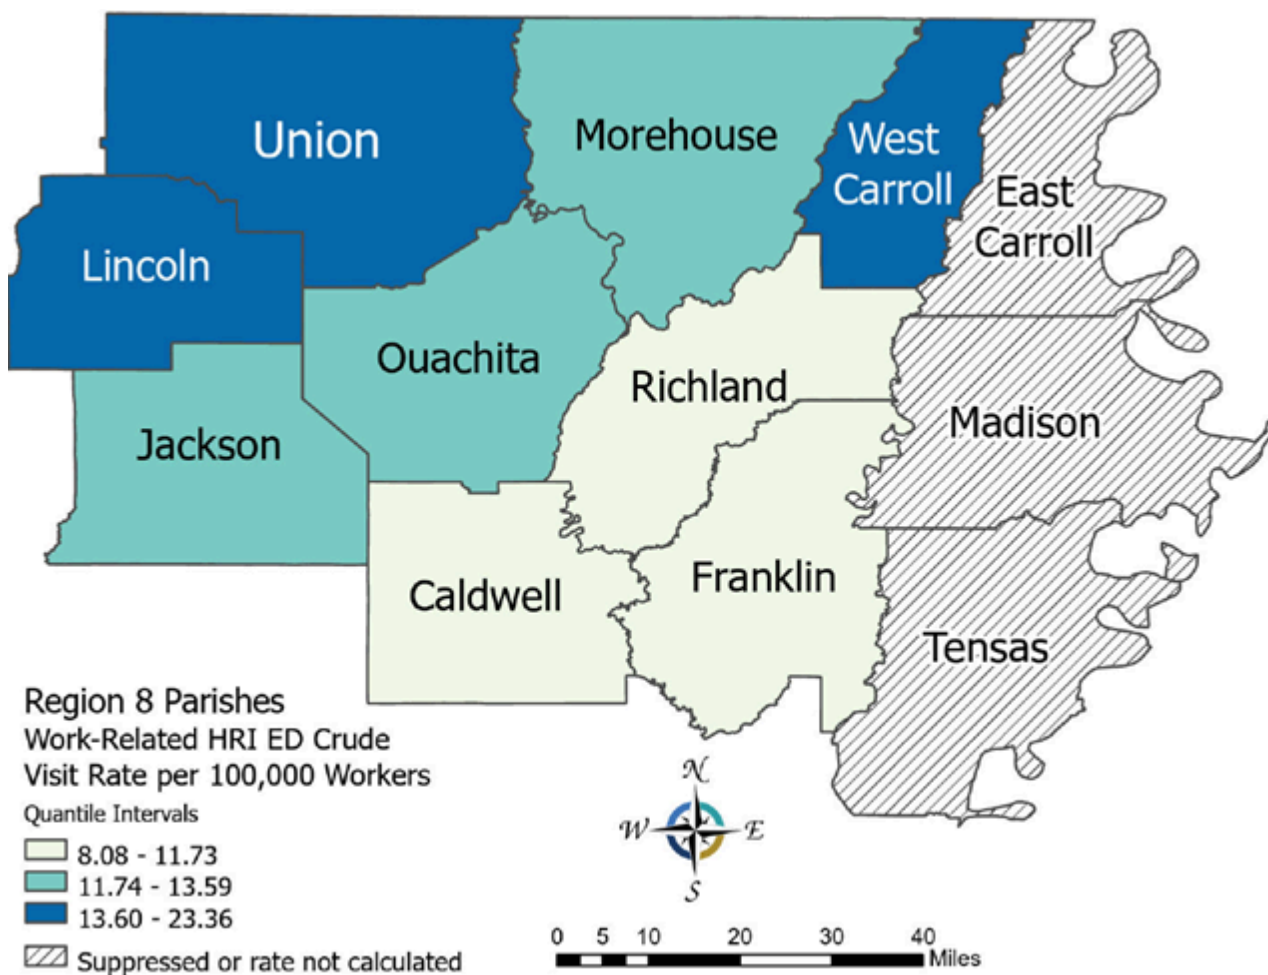 Union
Morehouse
West
Carroll
East
Carroll
Lincoln
Ouachita
Richland
Madison
Jackson
Caldwell
Franklin
Tensas
Region 8 Parishes
Work-Related HRI ED Crude
Visit Rate per 100,000 Workers
Quantile Intervals
8.08 - 11.73
11.74 - 13.59
13.60 - 23.36
Suppressed or rate not calculated
N
W E
S
0 5 10 20 30 40
Miles